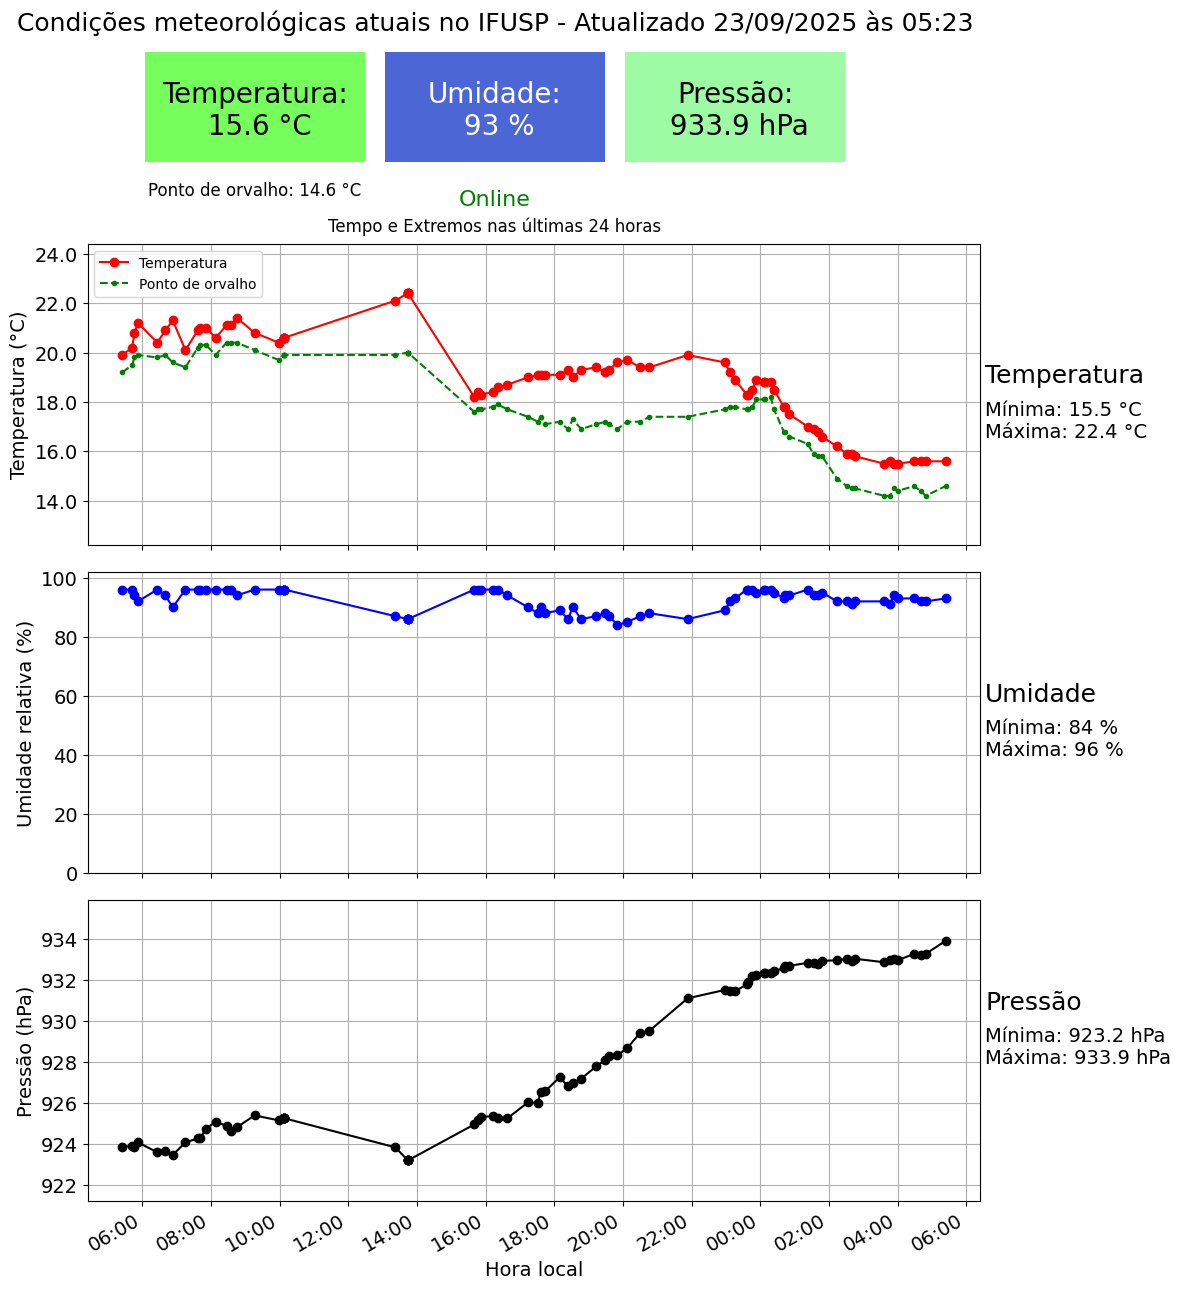 Condições meteorológicas atuais no IFUSP - Atualizado 23/09/2025 às 05:23
Temperatura:
15.6 °C
Umidade:
93 %
Pressão:
933.9 hPa
Ponto de orvalho: 14.6 °C
Online
Tempo e Extremos nas últimas 24 horas
Temperatura (°C)
24.0
22.0
20.0
18.0
16.0
14.0
Temperatura
Ponto de orvalho
Temperatura
Mínima: 15.5 °C
Máxima: 22.4 °C
Umidade relativa (%)
100
80
60
40
20
0
Umidade
Mínima: 84 %
Máxima: 96 %
Pressão (hPa)
934
932
930
928
926
924
922
Pressão
Mínima: 923.2 hPa
Máxima: 933.9 hPa
06:00
08:00
10:00
12:00
14:00
16:00
18:00
20:00
22:00
00:00
02:00
04:00
06:00
Hora local